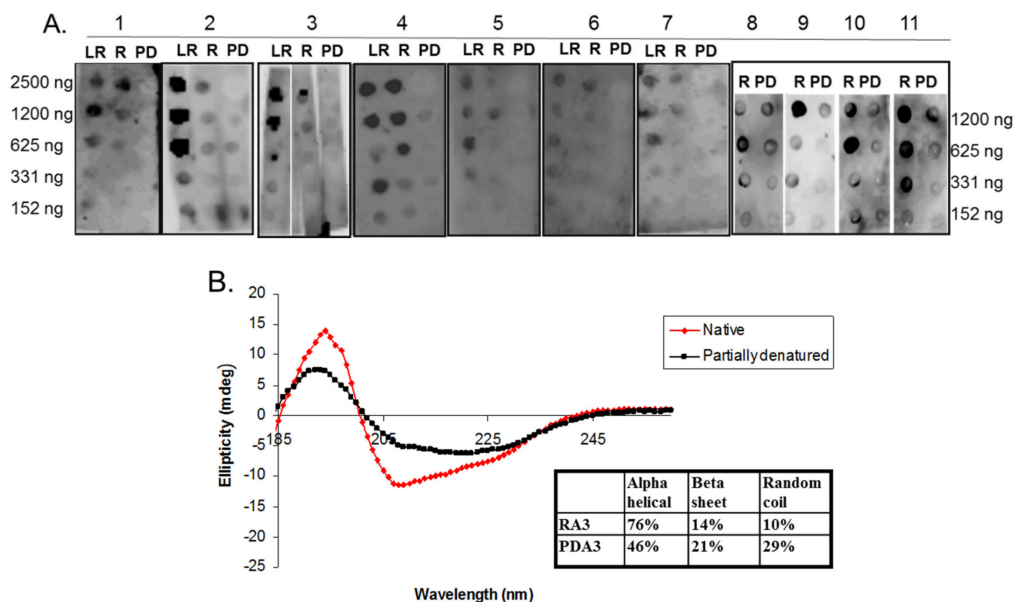 A.
1 2 3 4 5 6 7 8 9 10 11
LR R PD LR R PD LR R PD LR R PD LR R PD LR R PD LR R PD R PD R PD R PD R PD
2500 ng
1200 ng
625 ng
331 ng
152 ng
1200 ng
625 ng
331 ng
152 ng
B.
20
15
10
5
0
-5
-10
-15
-20
-25
185 205 225 245
Ellipticity (mdeg)
Wavelength (nm)
Native
Partially denatured
Alpha helical Beta sheet Random coil
RA3 76% 14% 10%
PDA3 46% 21% 29%